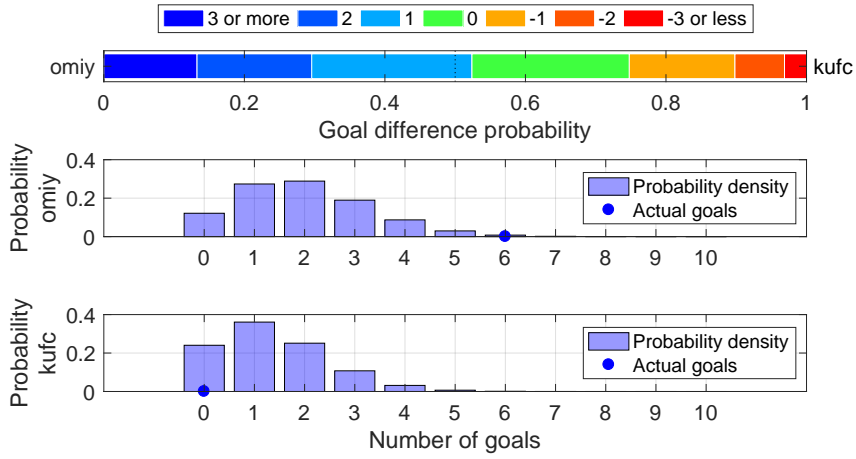 3 or more 2 1 0 -1 -2 -3 or less
omiy kufc
0 0.2 0.4 0.6 0.8 1
Goal difference probability
Probability
omiy
0.4
0.2
0
Probability density
Actual goals
0 1 2 3 4 5 6 7 8 9 10
Probability
kufc
0.4
0.2
0
Probability density
Actual goals
0 1 2 3 4 5 6 7 8 9 10
Number of goals